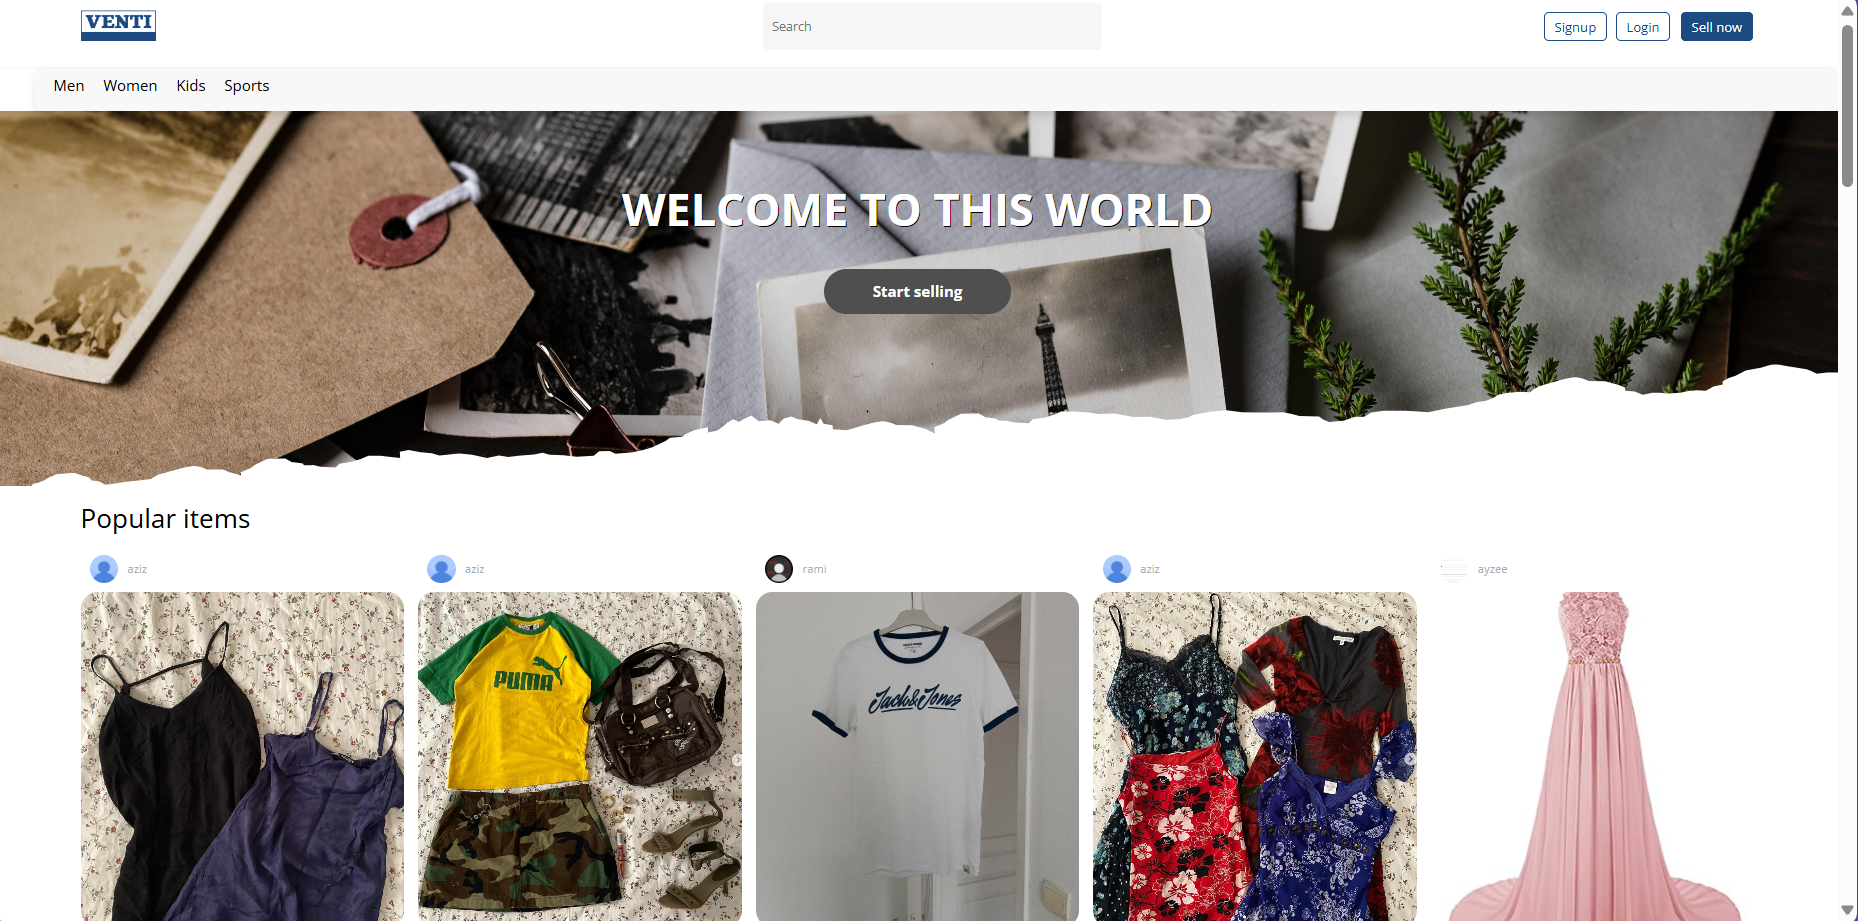 VENTI
Search
Signup Login Sell now
Men Women Kids Sports
WELCOME TO THIS WORLD
Start selling
Popular items
aziz aziz rami aziz ayzee
PUMA
Jack&Jones